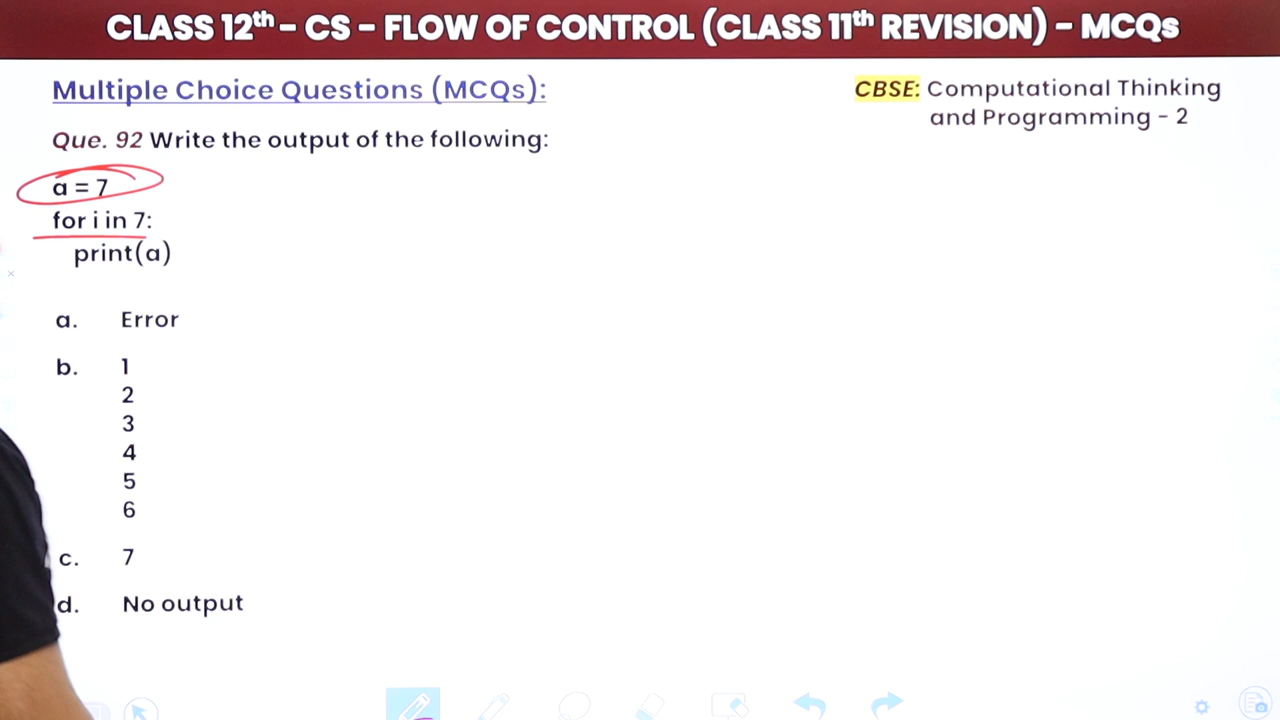 CLASS 12th - CS - FLOW OF CONTROL (CLASS 11th REVISION) - MCQs
Multiple Choice Questions (MCQs):
CBSE: Computational Thinking
and Programming - 2
Que. 92 Write the output of the following:
a = 7
for i in 7:
print(a)
a. Error
b. 1
2
3
4
5
6
c. 7
d. No output